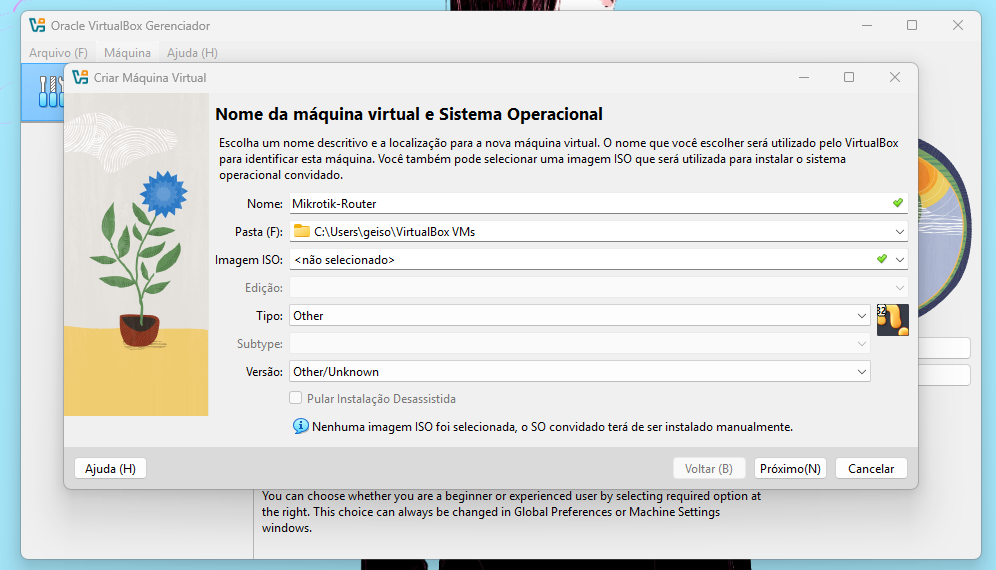 Oracle VirtualBox Gerenciador
Arquivo (F) Máquina Ajuda (H)
Criar Máquina Virtual
Nome da máquina virtual e Sistema Operacional
Escolha um nome descritivo e a localização para a nova máquina virtual. O nome que você escolher será utilizado pelo VirtualBox
para identificar esta máquina. Você também pode selecionar uma imagem ISO que será utilizada para instalar o sistema
operacional convidado.
Nome: Mikrotik-Router
Pasta (F): C:\Users\geiso\VirtualBox VMs
Imagem ISO: <não selecionado>
Edição:
Tipo: Other
32
Subtype:
Versão: Other/Unknown
Pular Instalação Desassistida
Nenhuma imagem ISO foi selecionada, o SO convidado terá de ser instalado manualmente.
Ajuda (H) Voltar (B) Próximo(N) Cancelar
You can choose whether you are a beginner or experienced user by selecting required option at
the right. This choice can always be changed in Global Preferences or Machine Settings
windows.